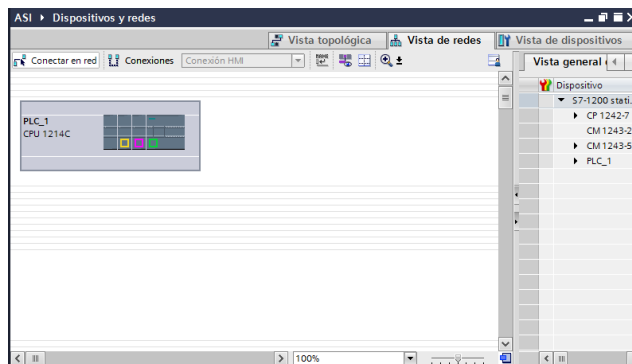 ASI ▸ Dispositivos y redes
Vista topológica
Vista de redes
Vista de dispositivos
Conectar en red
Conexiones
Conexión HMI
Vista general
Dispositivo
S7-1200 stati...
CP 1242-7
CM 1243-2
CM 1243-5
PLC_1
PLC_1
CPU 1214C
100%